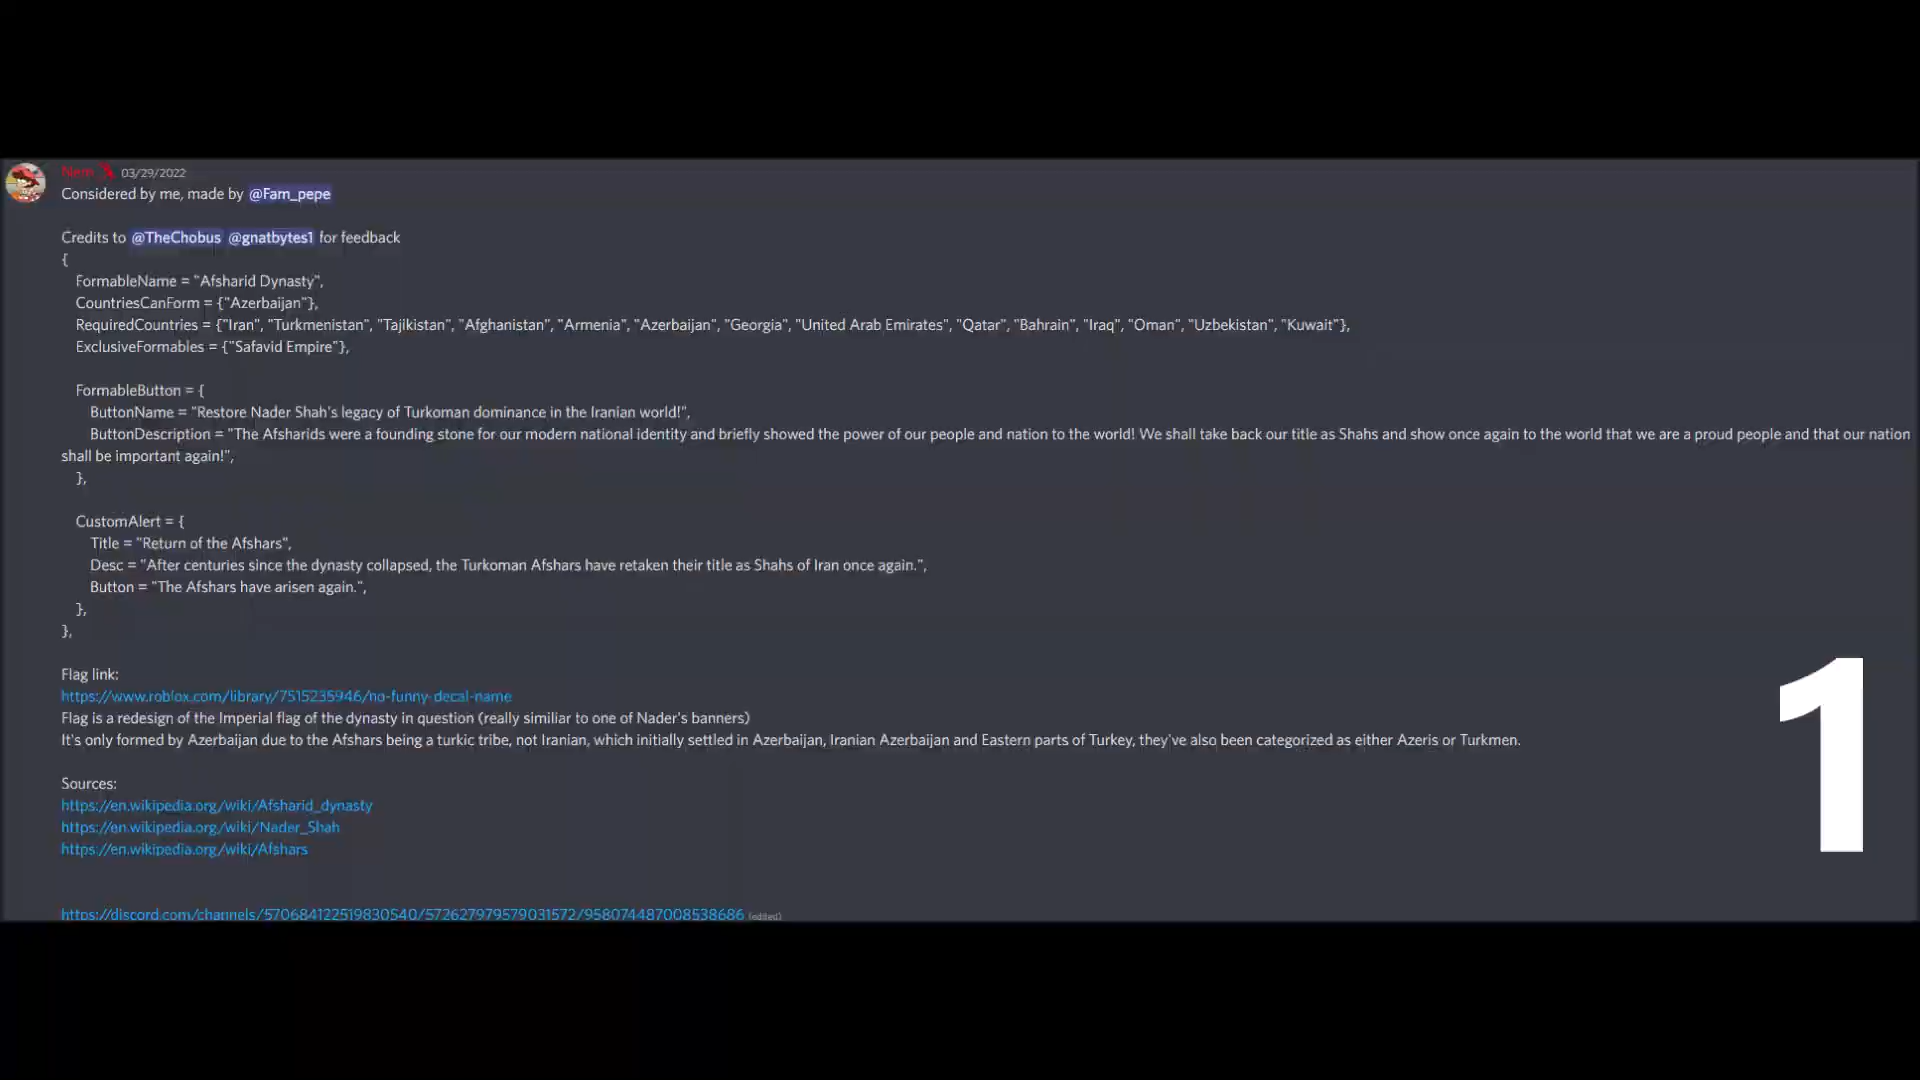 Nem 03/29/2022
Considered by me, made by @Fam_pepe
Credits to @TheChobus @gnatbytes1 for feedback
{
FormableName = "Afsharid Dynasty",
CountriesCanForm = {"Azerbaijan"},
RequiredCountries = {"Iran", "Turkmenistan", "Tajikistan", "Afghanistan", "Armenia", "Azerbaijan", "Georgia", "United Arab Emirates", "Qatar", "Bahrain", "Iraq", "Oman", "Uzbekistan", "Kuwait"},
ExclusiveFormables = {"Safavid Empire"},
FormableButton = {
ButtonName = "Restore Nader Shah's legacy of Turkoman dominance in the Iranian world!",
ButtonDescription = "The Afsharids were a founding stone for our modern national identity and briefly showed the power of our people and nation to the world! We shall take back our title as Shahs and show once again to the world that we are a proud people and that our nation
shall be important again!",
},
CustomAlert = {
Title = "Return of the Afshars",
Desc = "After centuries since the dynasty collapsed, the Turkoman Afshars have retaken their title as Shahs of Iran once again.",
Button = "The Afshars have arisen again.",
},
},
Flag link:
https://www.roblox.com/library/7515235946/no-funny-decal-name
Flag is a redesign of the Imperial flag of the dynasty in question (really similiar to one of Nader's banners)
It's only formed by Azerbaijan due to the Afshars being a turkic tribe, not Iranian, which initially settled in Azerbaijan, Iranian Azerbaijan and Eastern parts of Turkey, they've also been categorized as either Azeris or Turkmen.
1
Sources:
https://en.wikipedia.org/wiki/Afsharid_dynasty
https://en.wikipedia.org/wiki/Nader_Shah
https://en.wikipedia.org/wiki/Afshars
https://discord.com/channels/570684122519830540/572627979579031572/958074487008538686 (edited)